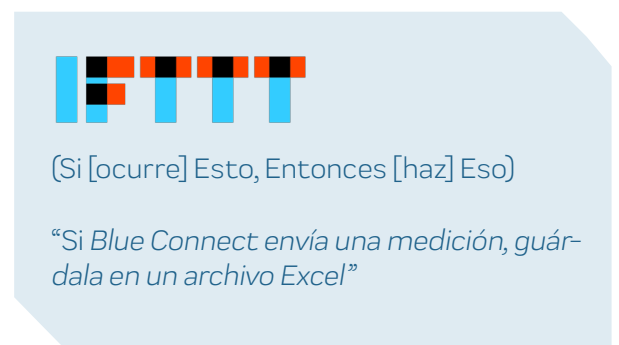 IFTTT
(Si [ocurre] Esto, Entonces [haz] Eso)
“Si Blue Connect envía una medición, guár-
dala en un archivo Excel”